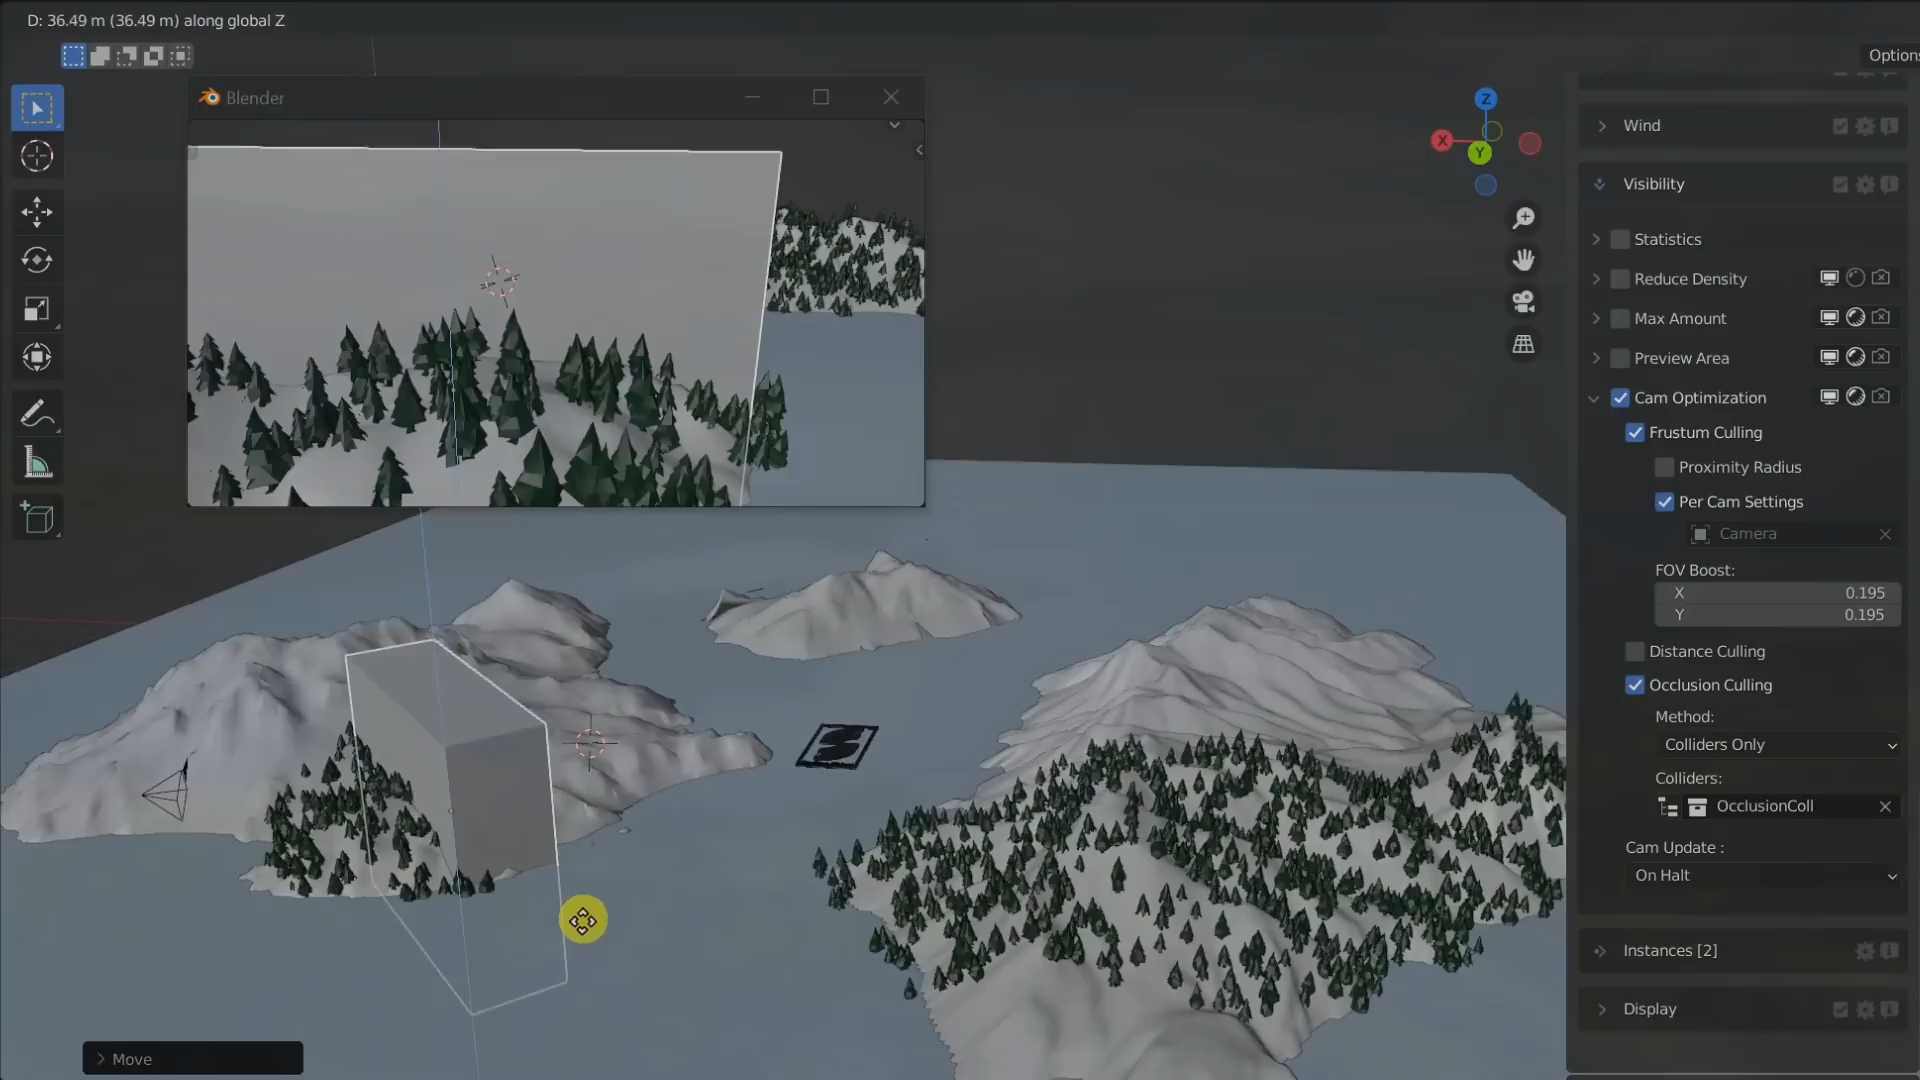 D: 36.49 m (36.49 m) along global Z
Options
Blender
Z
X
Y
Wind
Visibility
Statistics
Reduce Density
Max Amount
Preview Area
Cam Optimization
Frustum Culling
Proximity Radius
Per Cam Settings
Camera
FOV Boost:
X 0.195
Y 0.195
Distance Culling
Occlusion Culling
Method:
Colliders Only
Colliders:
OcclusionColl
Cam Update :
On Halt
Instances [2]
Display
Move